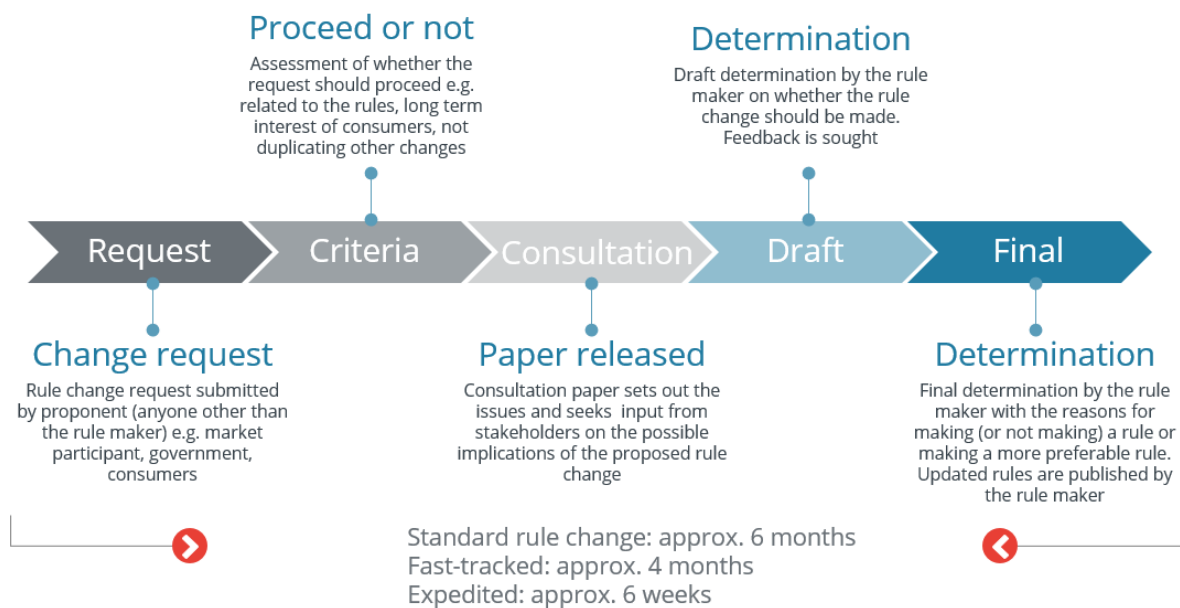 Proceed or not
Assessment of whether the
request should proceed e.g.
related to the rules, long term
interest of consumers, not
duplicating other changes
Determination
Draft determination by the rule
maker on whether the rule
change should be made.
Feedback is sought
Request
Criteria
Consultation
Draft
Final
Change request
Rule change request submitted
by proponent (anyone other than
the rule maker) e.g. market
participant, government,
consumers
Paper released
Consultation paper sets out the
issues and seeks input from
stakeholders on the possible
implications of the proposed rule
change
Determination
Final determination by the rule
maker with the reasons for
making (or not making) a rule or
making a more preferable rule.
Updated rules are published by
the rule maker
Standard rule change: approx. 6 months
Fast-tracked: approx. 4 months
Expedited: approx. 6 weeks